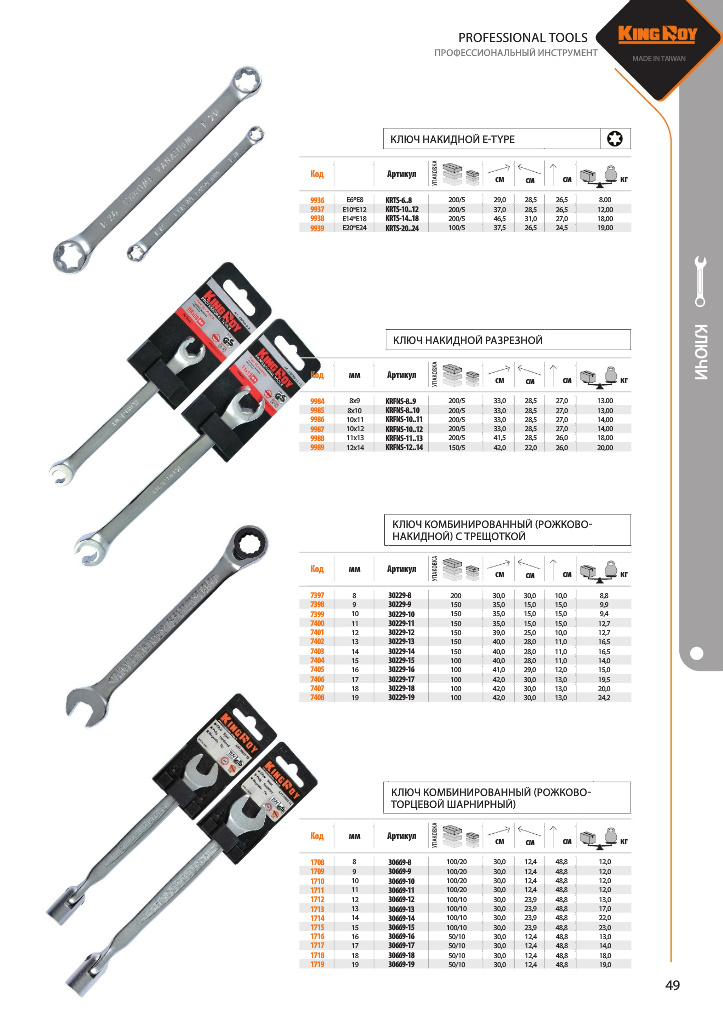 PROFESSIONAL TOOLS
ПРОФЕССИОНАЛЬНЫЙ ИНСТРУМЕНТ
KING ROY
MADE IN TAIWAN
КЛЮЧИ
КЛЮЧ НАКИДНОЙ E-TYPE
Код Артикул УПАКОВКА см см см кг
9936 E6*E8 KRTS-6..8 200/5 29,0 28,5 26,5 8.00
9937 E10*E12 KRTS-10..12 200/5 37,0 28,5 26,5 12,00
9938 E14*E18 KRTS-14..18 200/5 46,5 31,0 27,0 18,00
9939 E20*E24 KRTS-20..24 100/5 37,5 26,5 24,5 19,00
КЛЮЧ НАКИДНОЙ РАЗРЕЗНОЙ
Код мм Артикул УПАКОВКА см см см кг
9984 8x9 KRFNS-8..9 200/5 33,0 28,5 27,0 13.00
9985 8x10 KRFNS-8..10 200/5 33,0 28,5 27,0 13,00
9986 10x11 KRFNS-10..11 200/5 33,0 28,5 27,0 14,00
9987 10x12 KRFNS-10..12 200/5 33,0 28,5 27,0 14,00
9988 11x13 KRFNS-11..13 200/5 41,5 28,5 26,0 18,00
9989 12x14 KRFNS-12..14 150/5 42,0 22,0 26,0 20,00
КЛЮЧ КОМБИНИРОВАННЫЙ (РОЖКОВО-
НАКИДНОЙ) С ТРЕЩОТКОЙ
Код мм Артикул УПАКОВКА см см см кг
7397 8 30229-8 200 30,0 30,0 10,0 8,8
7398 9 30229-9 150 35,0 15,0 15,0 9,9
7399 10 30229-10 150 35,0 15,0 15,0 9,4
7400 11 30229-11 150 35,0 15,0 15,0 12,7
7401 12 30229-12 150 39,0 25,0 10,0 12,7
7402 13 30229-13 150 40,0 28,0 11,0 16,5
7403 14 30229-14 150 40,0 28,0 11,0 16,5
7404 15 30229-15 100 40,0 28,0 11,0 14,0
7405 16 30229-16 100 41,0 29,0 12,0 15,0
7406 17 30229-17 100 42,0 30,0 13,0 19,5
7407 18 30229-18 100 42,0 30,0 13,0 20,0
7408 19 30229-19 100 42,0 30,0 13,0 24,2
КЛЮЧ КОМБИНИРОВАННЫЙ (РОЖКОВО-
ТОРЦЕВОЙ ШАРНИРНЫЙ)
Код мм Артикул УПАКОВКА см см см кг
1708 8 30669-8 100/20 30,0 12,4 48,8 12,0
1709 9 30669-9 100/20 30,0 12,4 48,8 12,0
1710 10 30669-10 100/20 30,0 12,4 48,8 12,0
1711 11 30669-11 100/20 30,0 12,4 48,8 12,0
1712 12 30669-12 100/10 30,0 23,9 48,8 13,0
1713 13 30669-13 100/10 30,0 23,9 48,8 17,0
1714 14 30669-14 100/10 30,0 23,9 48,8 22,0
1715 15 30669-15 100/10 30,0 23,9 48,8 23,0
1716 16 30669-16 50/10 30,0 12,4 48,8 13,0
1717 17 30669-17 50/10 30,0 12,4 48,8 14,0
1718 18 30669-18 50/10 30,0 12,4 48,8 18,0
1719 19 30669-19 50/10 30,0 12,4 48,8 19,0
KING ROY
GS
KING ROY
GS
KING ROY
KING ROY
49